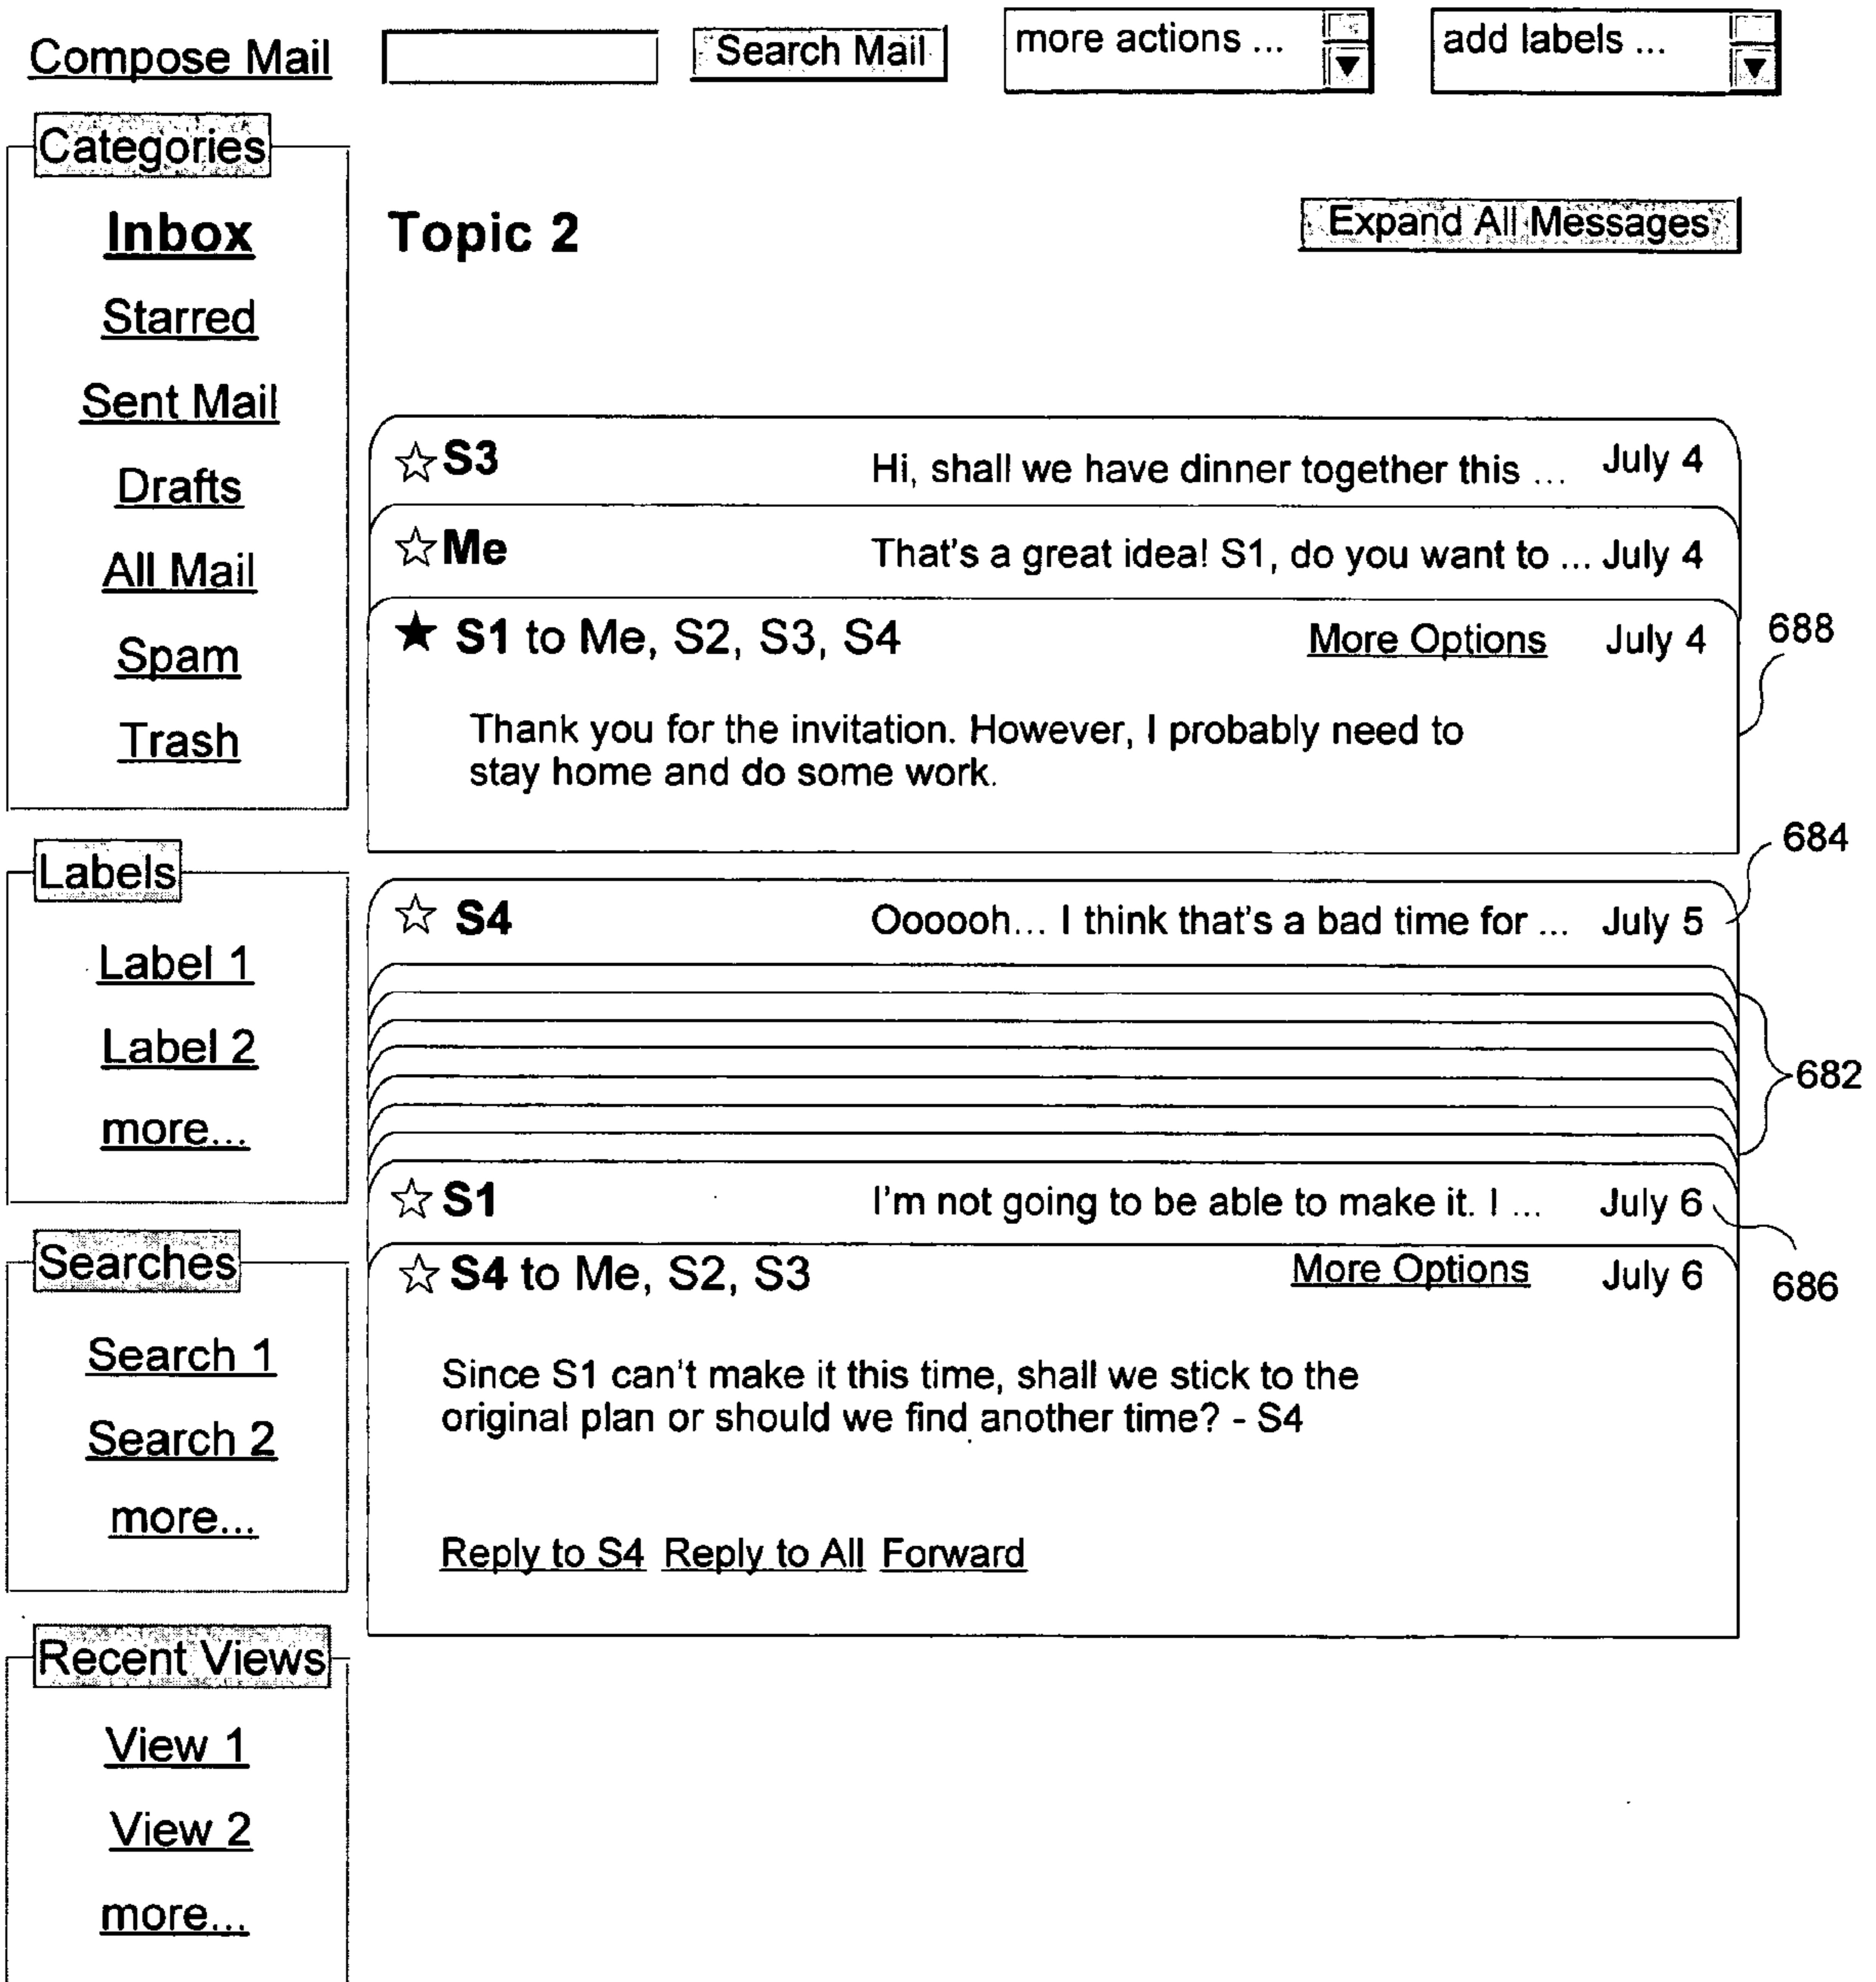 Compose Mail
Search Mail
more actions ...
add labels ...
Categories
Inbox
Starred
Sent Mail
Drafts
All Mail
Spam
Trash
Labels
Label 1
Label 2
more...
Searches
Search 1
Search 2
more...
Recent Views
View 1
View 2
more...
Topic 2
Expand All Messages
☆ S3 Hi, shall we have dinner together this ... July 4
☆ Me That's a great idea! S1, do you want to ... July 4
★ S1 to Me, S2, S3, S4 More Options July 4
688
Thank you for the invitation. However, I probably need to
stay home and do some work.
684
☆ S4 Oooooh... I think that's a bad time for ... July 5
682
☆ S1 I'm not going to be able to make it. I ... July 6
686
☆ S4 to Me, S2, S3 More Options July 6
Since S1 can't make it this time, shall we stick to the
original plan or should we find another time? - S4
Reply to S4 Reply to All Forward